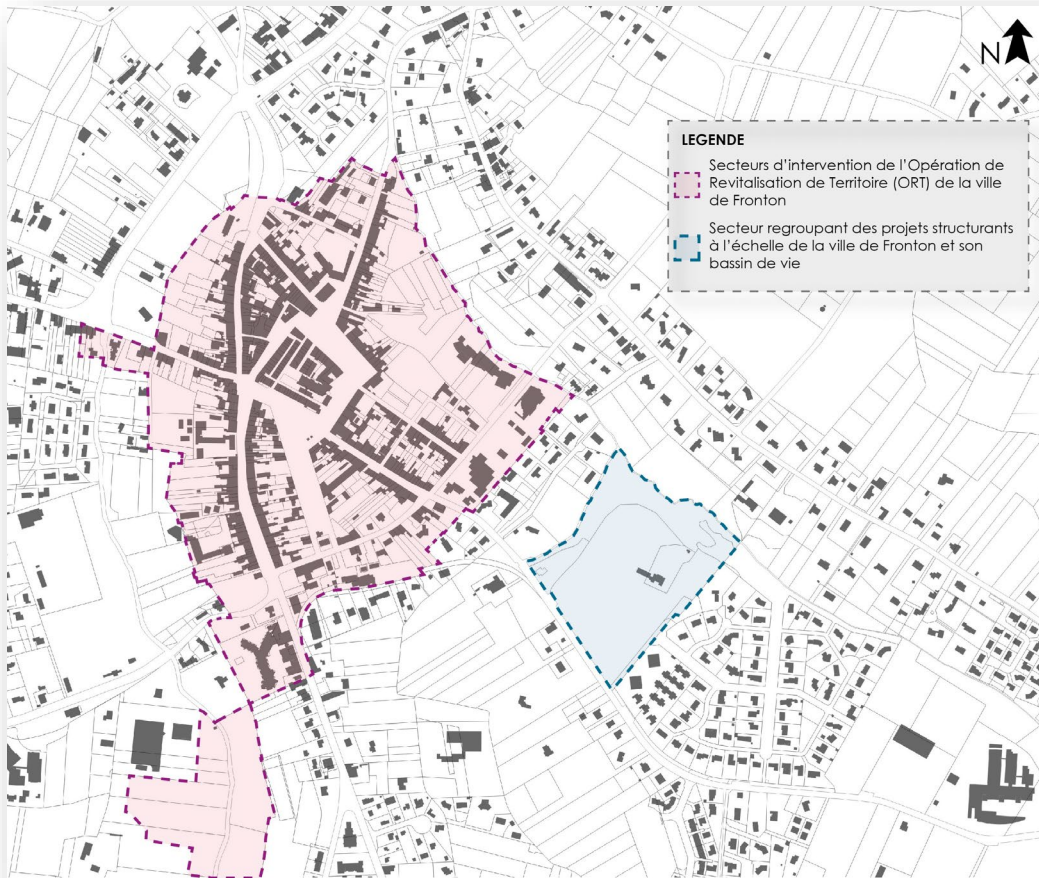 N
LEGENDE
Secteurs d’intervention de l’Opération de
Revitalisation de Territoire (ORT) de la ville
de Fronton
Secteur regroupant des projets structurants
à l’échelle de la ville de Fronton et son
bassin de vie